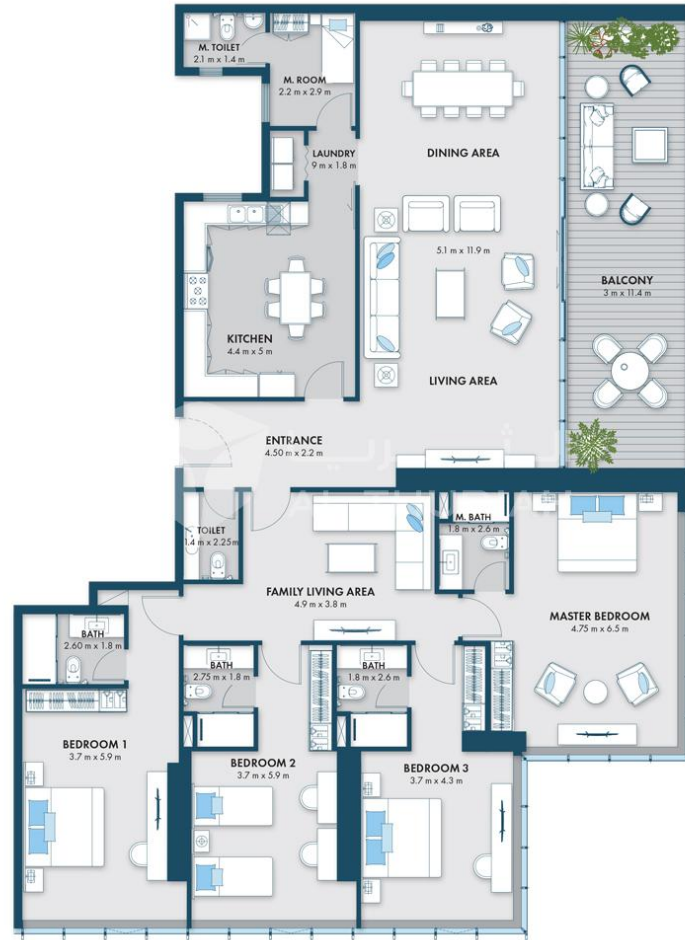 M. TOILET
2.1 m x 1.4 m
M. ROOM
2.2 m x 2.9 m
LAUNDRY
9 m x 1.8 m
DINING AREA
5.1 m x 11.9 m
BALCONY
3 m x 11.4 m
KITCHEN
4.4 m x 5 m
LIVING AREA
ENTRANCE
4.50 m x 2.2 m
TOILET
1.4 m x 2.25m
M. BATH
1.8 m x 2.6 m
FAMILY LIVING AREA
4.9 m x 3.8 m
MASTER BEDROOM
4.75 m x 6.5 m
BATH
2.60 m x 1.8 m
BATH
2.75 m x 1.8 m
BATH
1.8 m x 2.6 m
BEDROOM 1
3.7 m x 5.9 m
BEDROOM 2
3.7 m x 5.9 m
BEDROOM 3
3.7 m x 4.3 m